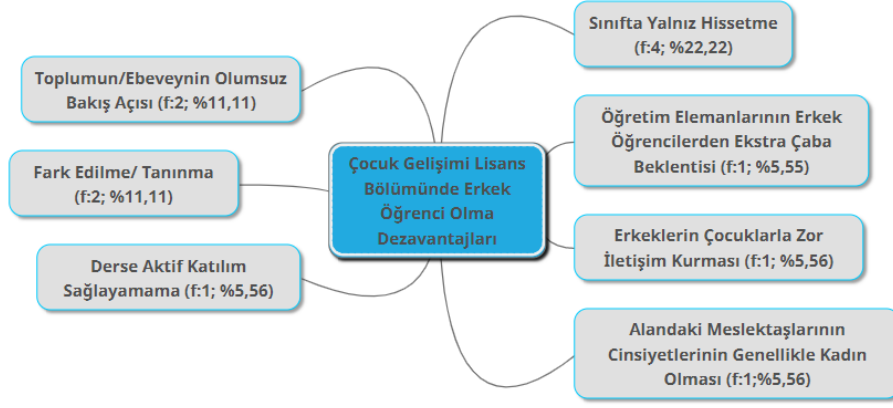 Sınıfta Yalnız Hissetme
(f:4; %22,22)
Toplumun/Ebeveynin Olumsuz
Bakış Açısı (f:2; %11,11)
Öğretim Elemanlarının Erkek
Öğrencilerden Ekstra Çaba
Beklentisi (f:1; %5,55)
Fark Edilme/ Tanınma
(f:2; %11,11)
Çocuk Gelişimi Lisans
Bölümünde Erkek
Öğrenci Olma
Dezavantajları
Erkeklerin Çocuklarla Zor
İletişim Kurması (f:1; %5,56)
Derse Aktif Katılım
Sağlayamama (f:1; %5,56)
Alandaki Meslektaşlarının
Cinsiyetlerinin Genellikle Kadın
Olması (f:1;%5,56)